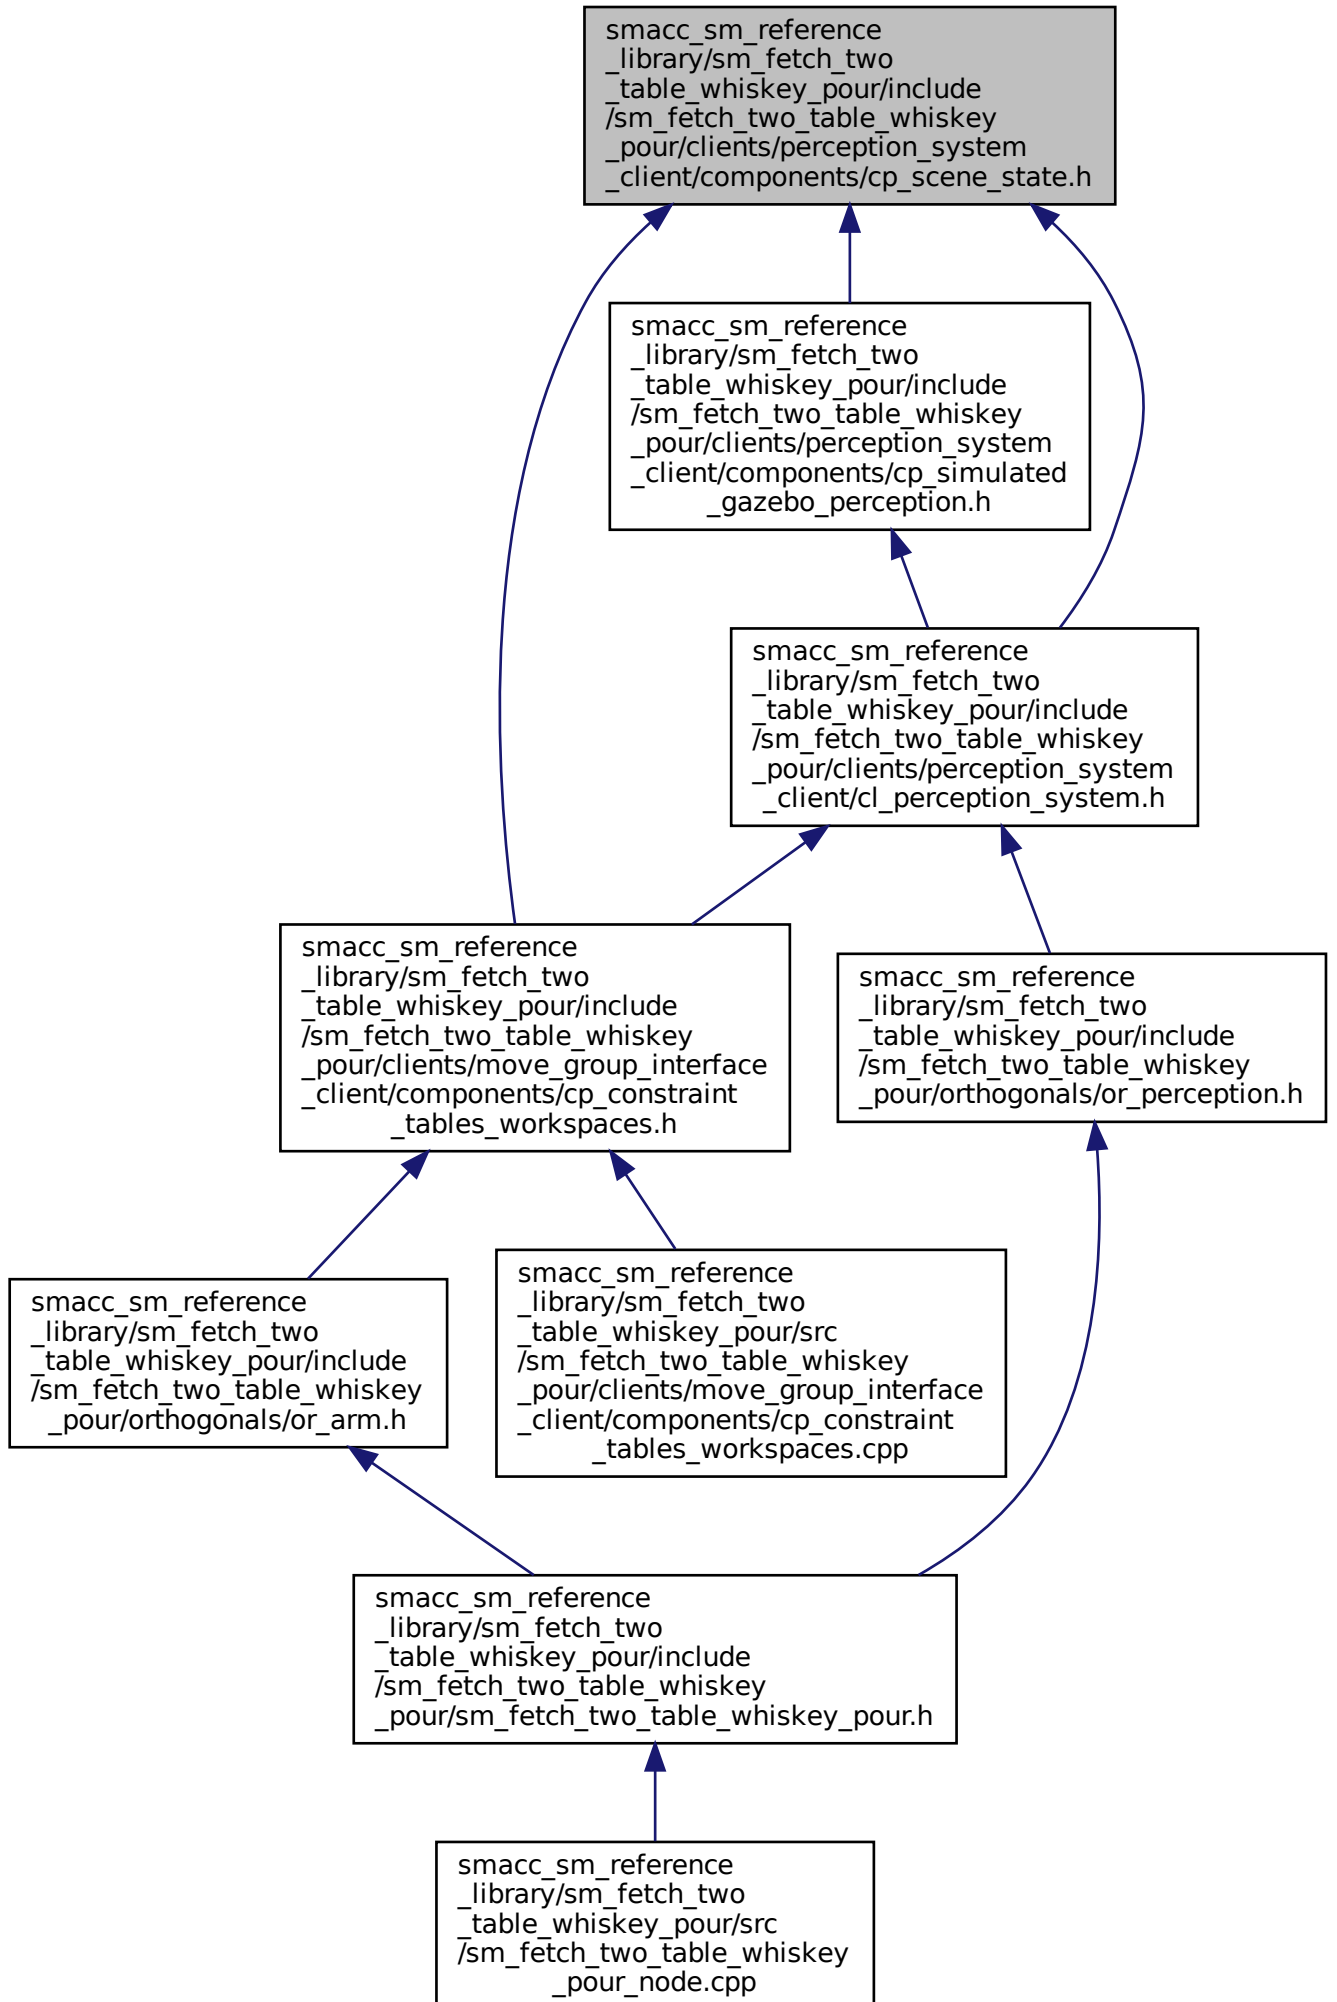 smacc_sm_reference
_library/sm_fetch_two
_table_whiskey_pour/include
/sm_fetch_two_table_whiskey
_pour/clients/perception_system
_client/components/cp_scene_state.h
smacc_sm_reference
_library/sm_fetch_two
_table_whiskey_pour/include
/sm_fetch_two_table_whiskey
_pour/clients/perception_system
_client/components/cp_simulated
_gazebo_perception.h
smacc_sm_reference
_library/sm_fetch_two
_table_whiskey_pour/include
/sm_fetch_two_table_whiskey
_pour/clients/perception_system
_client/cl_perception_system.h
smacc_sm_reference
_library/sm_fetch_two
_table_whiskey_pour/include
/sm_fetch_two_table_whiskey
_pour/clients/move_group_interface
_client/components/cp_constraint
_tables_workspaces.h
smacc_sm_reference
_library/sm_fetch_two
_table_whiskey_pour/include
/sm_fetch_two_table_whiskey
_pour/orthogonals/or_perception.h
smacc_sm_reference
_library/sm_fetch_two
_table_whiskey_pour/include
/sm_fetch_two_table_whiskey
_pour/orthogonals/or_arm.h
smacc_sm_reference
_library/sm_fetch_two
_table_whiskey_pour/src
/sm_fetch_two_table_whiskey
_pour/clients/move_group_interface
_client/components/cp_constraint
_tables_workspaces.cpp
smacc_sm_reference
_library/sm_fetch_two
_table_whiskey_pour/include
/sm_fetch_two_table_whiskey
_pour/sm_fetch_two_table_whiskey_pour.h
smacc_sm_reference
_library/sm_fetch_two
_table_whiskey_pour/src
/sm_fetch_two_table_whiskey
_pour_node.cpp